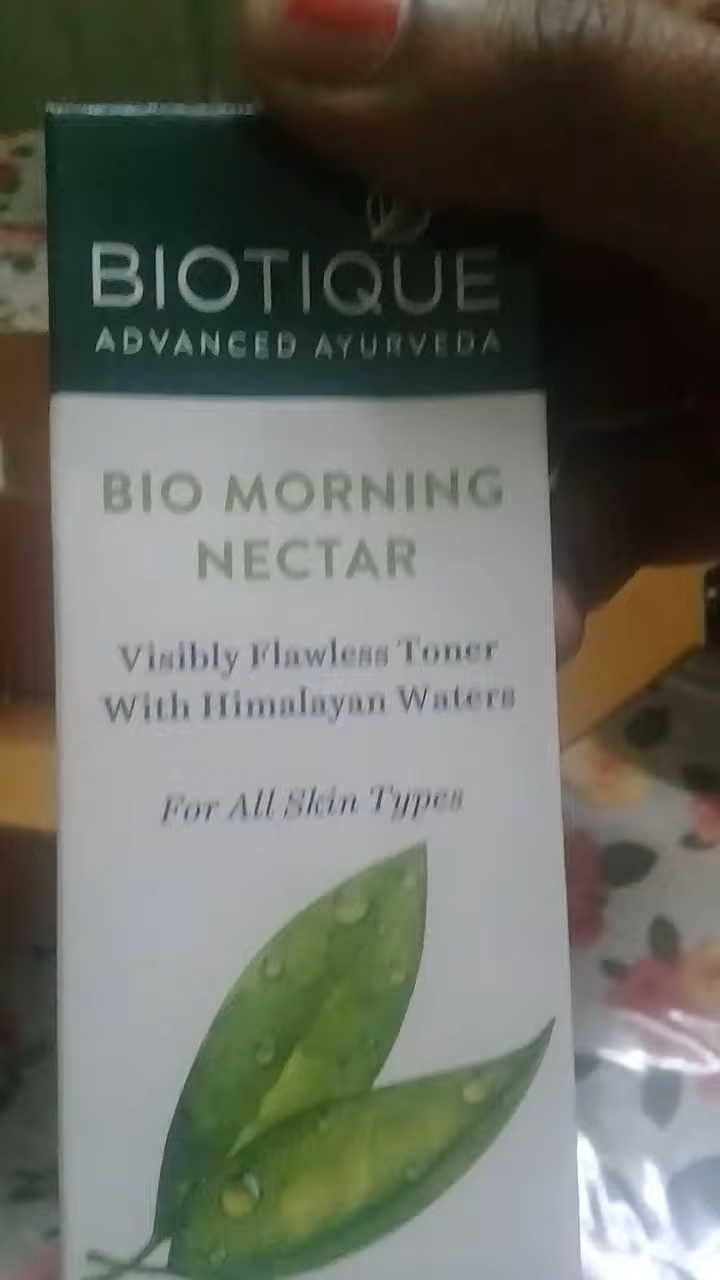 BIOTIQUE
ADVANCED AYURVEDA
BIO MORNING
NECTAR
Visibly Flawless Toner
With Himalayan Waters
For All Skin Types